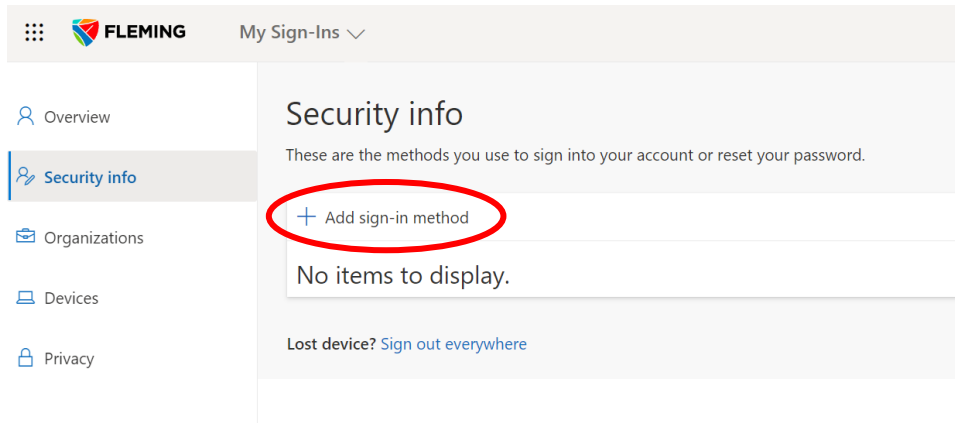 FLEMING My Sign-Ins
Overview
Security info
Organizations
Devices
Privacy
Security info
These are the methods you use to sign into your account or reset your password.
+ Add sign-in method
No items to display.
Lost device? Sign out everywhere